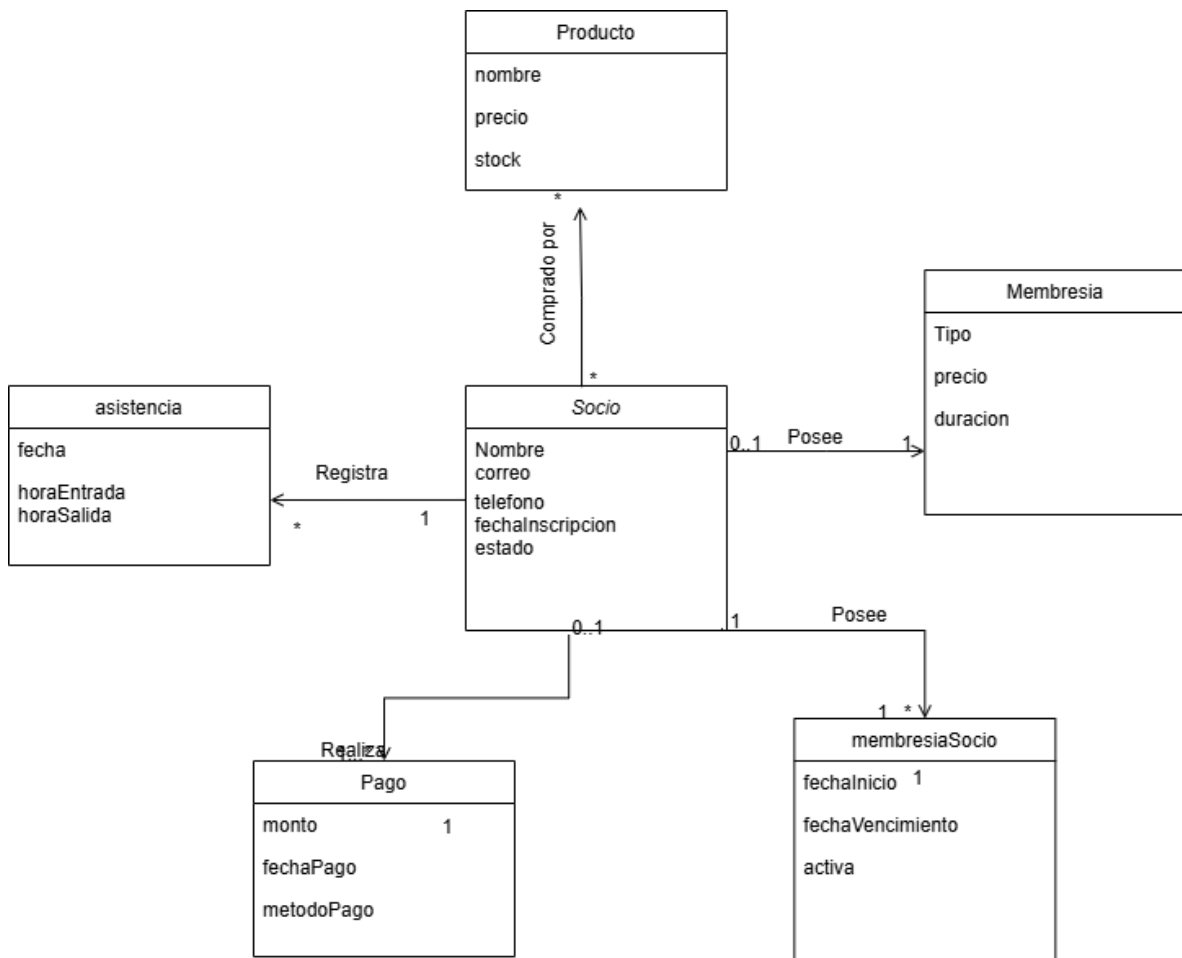 Producto
nombre
precio
stock
*
Comprado por
*
Membresia
Tipo
precio
duracion
asistencia
fecha
horaEntrada
horaSalida
Registra
*
1
Socio
Nombre
correo
telefono
fechaInscripcion
estado
0..1
Posee
1
0..1
1
Posee
1
*
membresiaSocio
fechaInicio
1
fechaVencimiento
activa
Realiza
Pago
monto
1
fechaPago
metodoPago